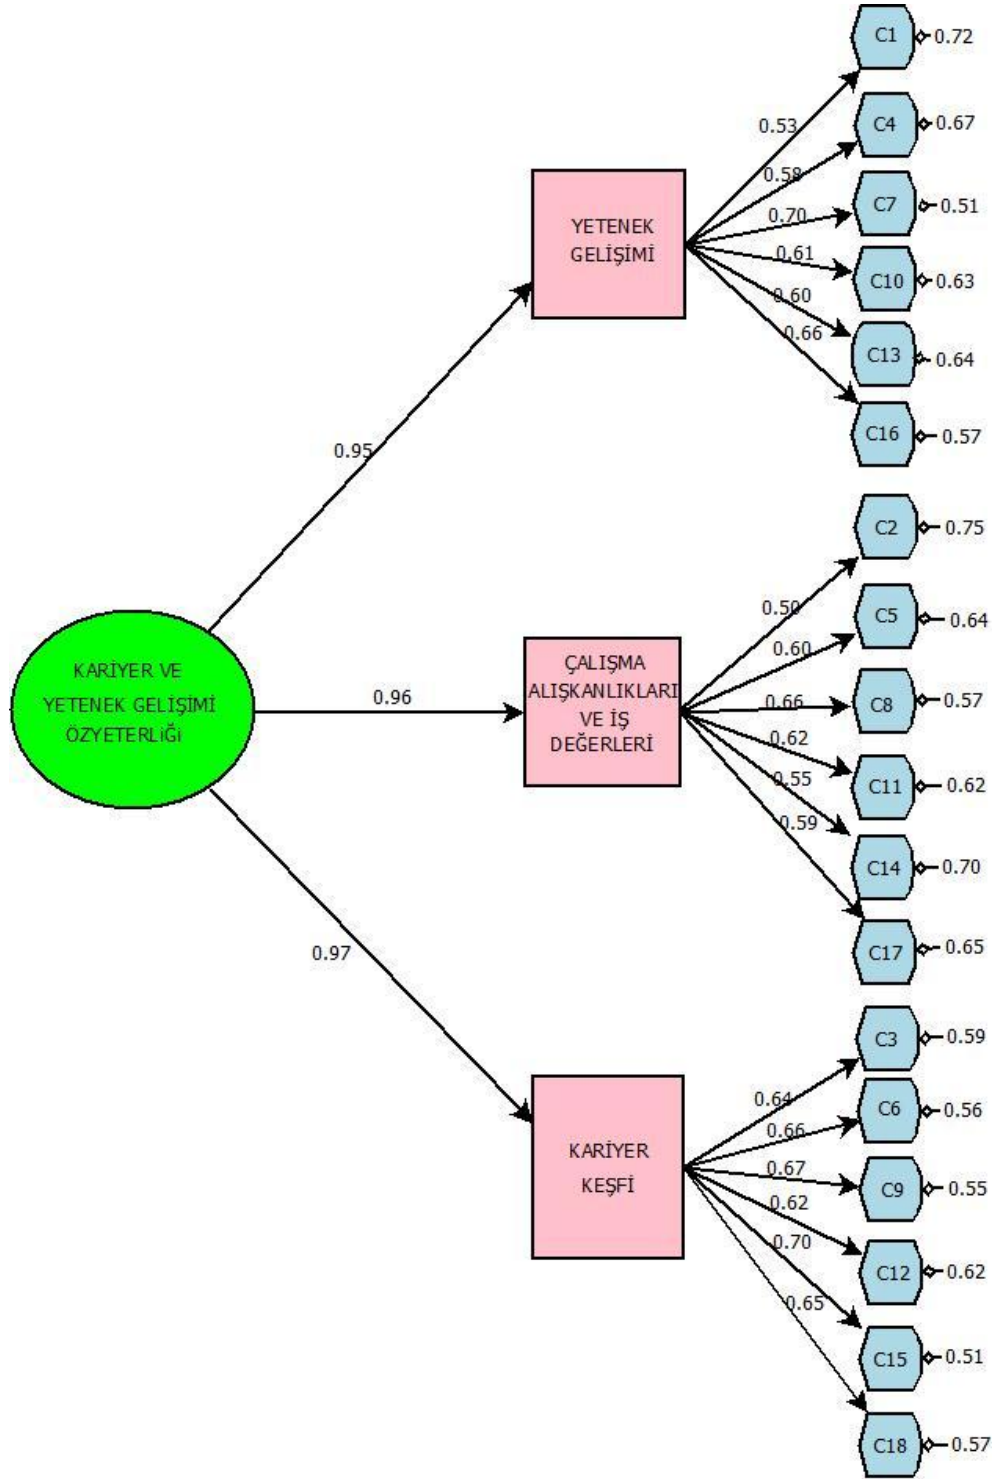 C1
0.72
0.53
C4
0.67
0.58
C7
0.51
0.70
YETENEK
GELİŞİMİ
0.61
C10
0.63
0.60
0.66
C13
0.64
C16
0.57
0.95
C2
0.75
0.50
C5
0.64
0.60
KARİYER VE
YETENEK GELİŞİMİ
ÖZYETERLİĞi
0.96
ÇALIŞMA
ALIŞKANLIKLARI
VE İŞ
DEĞERLERİ
0.66
C8
0.57
0.62
0.55
C11
0.62
0.59
C14
0.70
0.97
C17
0.65
C3
0.59
0.64
C6
0.56
0.66
KARİYER
KEŞFİ
0.67
C9
0.55
0.62
0.70
C12
0.62
0.65
C15
0.51
C18
0.57